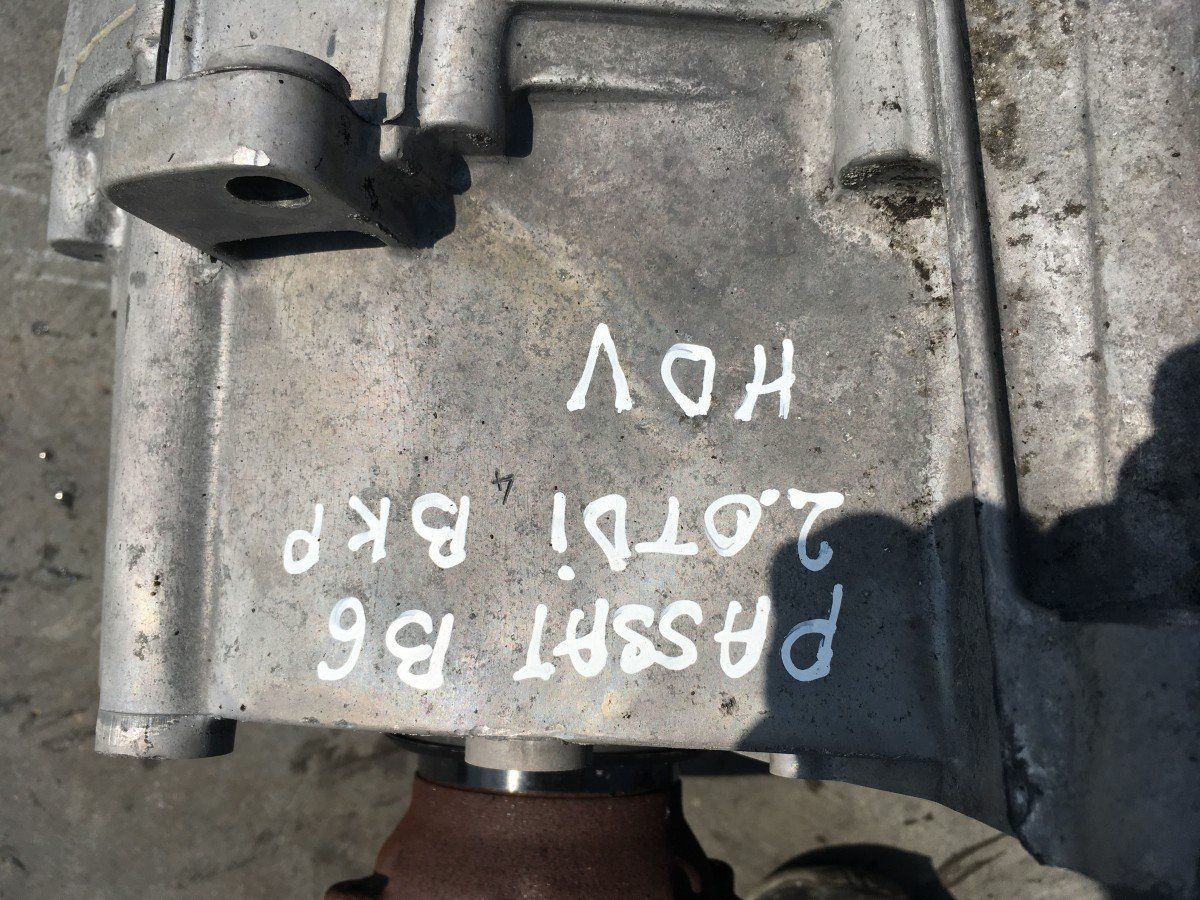 PASSAT B6
2.0TDi BKP
HDV